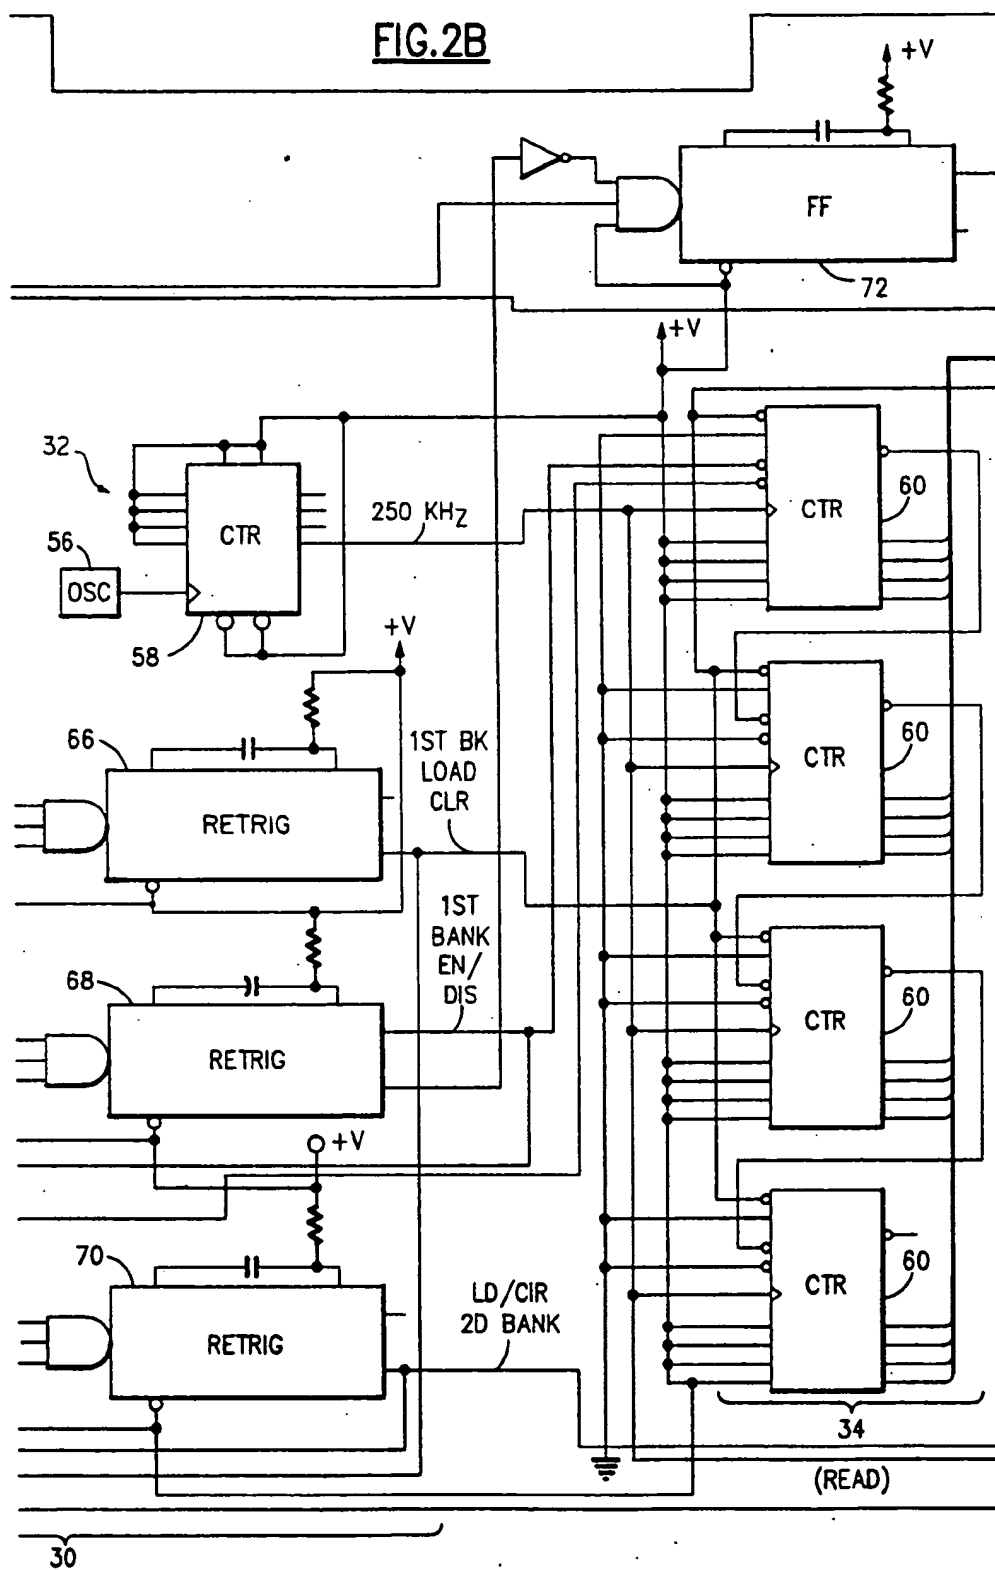 FIG.2B
+V
FF
72
+V
32
CTR
250 KHZ
56
OSC
58
CTR
60
+V
66
RETRIG
1ST BK
LOAD
CLR
CTR
60
68
RETRIG
1ST
BANK
EN/
DIS
CTR
60
+V
70
RETRIG
LD/CIR
2D BANK
CTR
60
34
(READ)
30